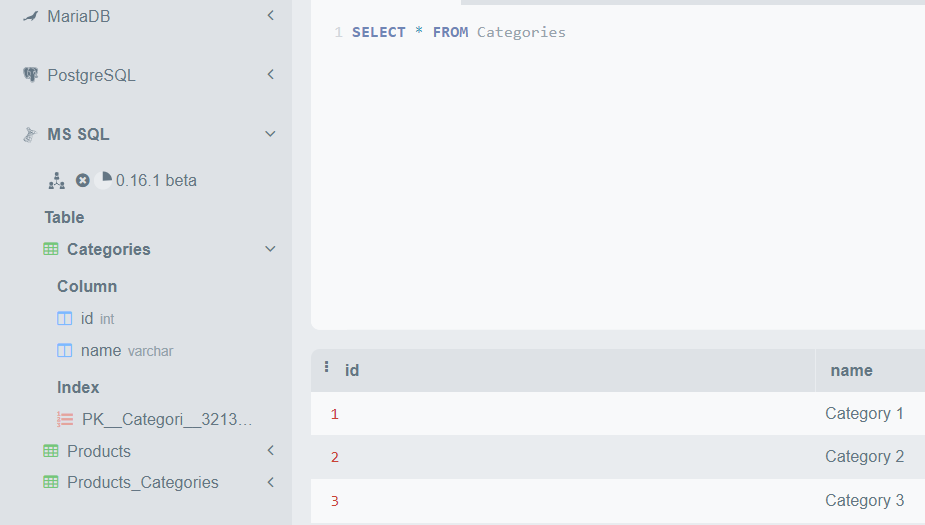 MariaDB
PostgreSQL
MS SQL
0.16.1 beta
Table
Categories
Column
id int
name varchar
Index
PK__Categori__3213...
Products
Products_Categories
1 SELECT * FROM Categories
id name
1 Category 1
2 Category 2
3 Category 3